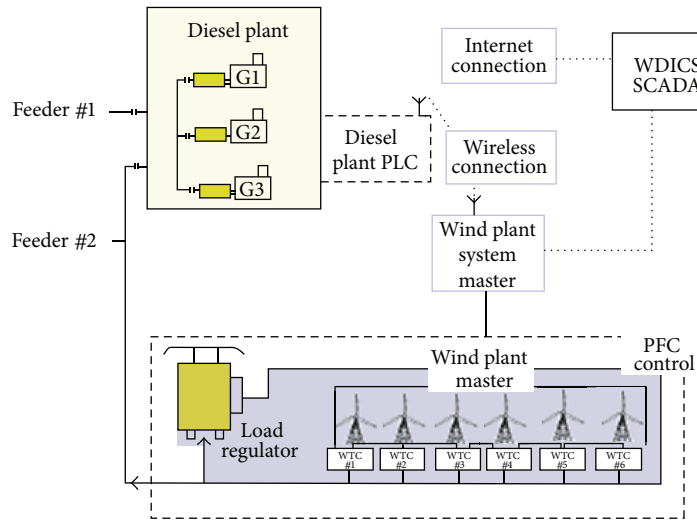 Diesel plant
G1
G2
G3
Feeder #1
Feeder #2
Diesel
plant PLC
Internet
connection
WDICS
SCADA
Wireless
connection
Wind plant
system
master
PFC
control
Wind plant
master
Load
regulator
WTC
#1
WTC
#2
WTC
#3
WTC
#4
WTC
#5
WTC
#6